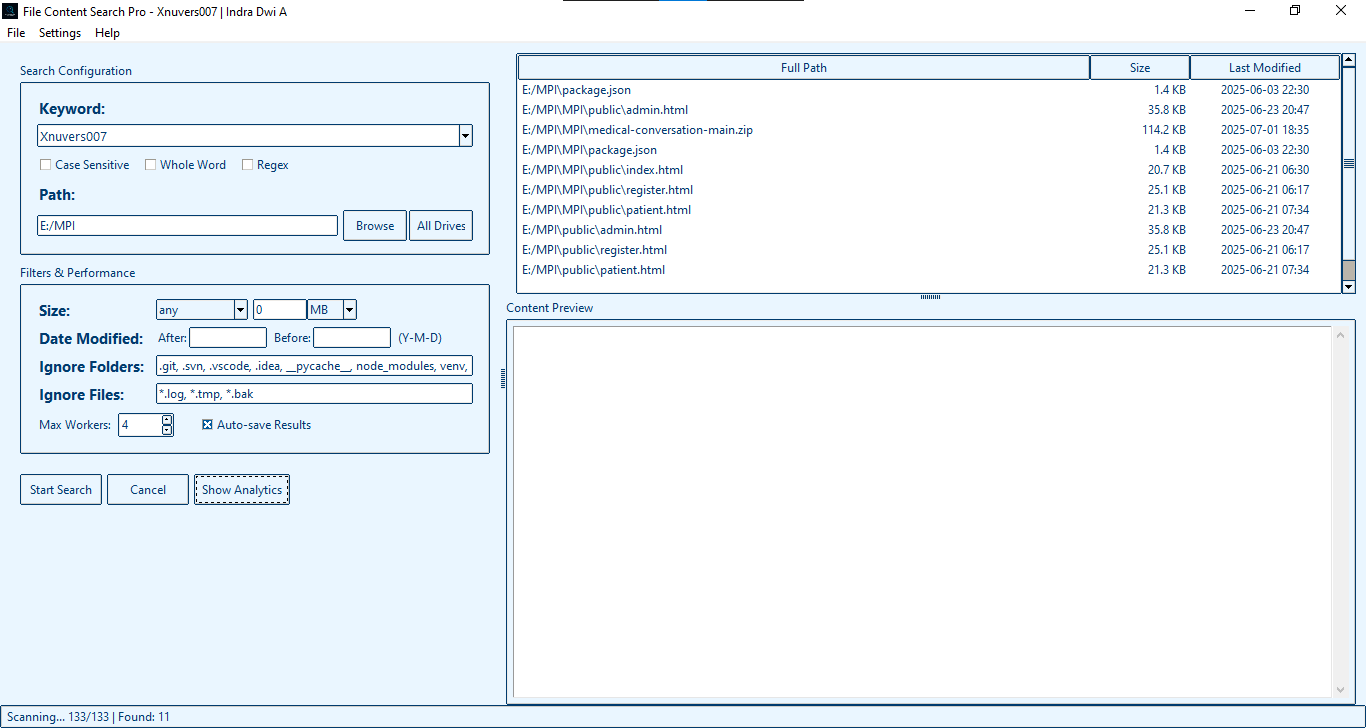 File Content Search Pro - Xnuvers007 | Indra Dwi A
File Settings Help
Search Configuration
Keyword:
Xnuvers007
Case Sensitive Whole Word Regex
Path:
E:/MPI Browse All Drives
Filters & Performance
Size: any 0 MB
Date Modified: After: Before: (Y-M-D)
Ignore Folders: .git, .svn, .vscode, .idea, __pycache__, node_modules, venv,
Ignore Files: *.log, *.tmp, *.bak
Max Workers: 4 Auto-save Results
Start Search Cancel Show Analytics
Full Path Size Last Modified
E:/MPI\package.json 1.4 KB 2025-06-03 22:30
E:/MPI\MPI\public\admin.html 35.8 KB 2025-06-23 20:47
E:/MPI\MPI\medical-conversation-main.zip 114.2 KB 2025-07-01 18:35
E:/MPI\MPI\package.json 1.4 KB 2025-06-03 22:30
E:/MPI\MPI\public\index.html 20.7 KB 2025-06-21 06:30
E:/MPI\MPI\public\register.html 25.1 KB 2025-06-21 06:17
E:/MPI\MPI\public\patient.html 21.3 KB 2025-06-21 07:34
E:/MPI\public\admin.html 35.8 KB 2025-06-23 20:47
E:/MPI\public\register.html 25.1 KB 2025-06-21 06:17
E:/MPI\public\patient.html 21.3 KB 2025-06-21 07:34
Content Preview
Scanning... 133/133 | Found: 11